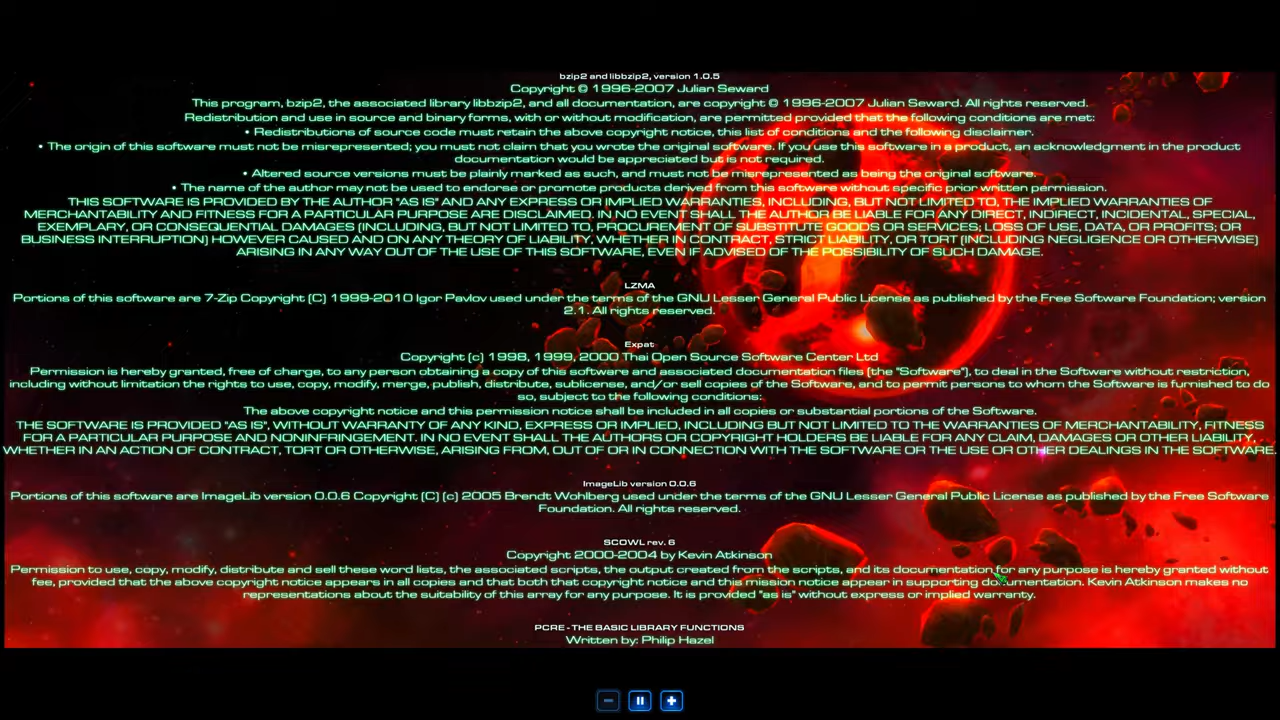 bzip2 and libbzip2, version 1.0.5
Copyright © 1996-2007 Julian Seward
This program, bzip2, the associated library libbzip2, and all documentation, are copyright © 1996-2007 Julian Seward. All rights reserved.
Redistribution and use in source and binary forms, with or without modification, are permitted provided that the following conditions are met:
• Redistributions of source code must retain the above copyright notice, this list of conditions and the following disclaimer.
• The origin of this software must not be misrepresented; you must not claim that you wrote the original software. If you use this software in a product, an acknowledgment in the product
documentation would be appreciated but is not required.
• Altered source versions must be plainly marked as such, and must not be misrepresented as being the original software.
• The name of the author may not be used to endorse or promote products derived from this software without specific prior written permission.
THIS SOFTWARE IS PROVIDED BY THE AUTHOR "AS IS" AND ANY EXPRESS OR IMPLIED WARRANTIES, INCLUDING, BUT NOT LIMITED TO, THE IMPLIED WARRANTIES OF
MERCHANTABILITY AND FITNESS FOR A PARTICULAR PURPOSE ARE DISCLAIMED. IN NO EVENT SHALL THE AUTHOR BE LIABLE FOR ANY DIRECT, INDIRECT, INCIDENTAL, SPECIAL,
EXEMPLARY, OR CONSEQUENTIAL DAMAGES (INCLUDING, BUT NOT LIMITED TO, PROCUREMENT OF SUBSTITUTE GOODS OR SERVICES; LOSS OF USE, DATA, OR PROFITS; OR
BUSINESS INTERRUPTION) HOWEVER CAUSED AND ON ANY THEORY OF LIABILITY, WHETHER IN CONTRACT, STRICT LIABILITY, OR TORT (INCLUDING NEGLIGENCE OR OTHERWISE)
ARISING IN ANY WAY OUT OF THE USE OF THIS SOFTWARE, EVEN IF ADVISED OF THE POSSIBILITY OF SUCH DAMAGE.
LZMA
Portions of this software are 7-Zip Copyright (C) 1999-2010 Igor Pavlov used under the terms of the GNU Lesser General Public License as published by the Free Software Foundation; version
2.1. All rights reserved.
Expat
Copyright (c) 1998, 1999, 2000 Thai Open Source Software Center Ltd
Permission is hereby granted, free of charge, to any person obtaining a copy of this software and associated documentation files (the "Software"), to deal in the Software without restriction,
including without limitation the rights to use, copy, modify, merge, publish, distribute, sublicense, and/or sell copies of the Software, and to permit persons to whom the Software is furnished to do
so, subject to the following conditions:
The above copyright notice and this permission notice shall be included in all copies or substantial portions of the Software.
THE SOFTWARE IS PROVIDED "AS IS", WITHOUT WARRANTY OF ANY KIND, EXPRESS OR IMPLIED, INCLUDING BUT NOT LIMITED TO THE WARRANTIES OF MERCHANTABILITY, FITNESS
FOR A PARTICULAR PURPOSE AND NONINFRINGEMENT. IN NO EVENT SHALL THE AUTHORS OR COPYRIGHT HOLDERS BE LIABLE FOR ANY CLAIM, DAMAGES OR OTHER LIABILITY,
WHETHER IN AN ACTION OF CONTRACT, TORT OR OTHERWISE, ARISING FROM, OUT OF OR IN CONNECTION WITH THE SOFTWARE OR THE USE OR OTHER DEALINGS IN THE SOFTWARE.
ImageLib version 0.0.6
Portions of this software are ImageLib version 0.0.6 Copyright (C) (c) 2005 Brendt Wohlberg used under the terms of the GNU Lesser General Public License as published by the Free Software
Foundation. All rights reserved.
SCOWL rev. 6
Copyright 2000-2004 by Kevin Atkinson
Permission to use, copy, modify, distribute and sell these word lists, the associated scripts, the output created from the scripts, and its documentation for any purpose is hereby granted without
fee, provided that the above copyright notice appears in all copies and that both that copyright notice and this mission notice appear in supporting documentation. Kevin Atkinson makes no
representations about the suitability of this array for any purpose. It is provided "as is" without express or implied warranty.
PCRE - THE BASIC LIBRARY FUNCTIONS
Written by: Philip Hazel